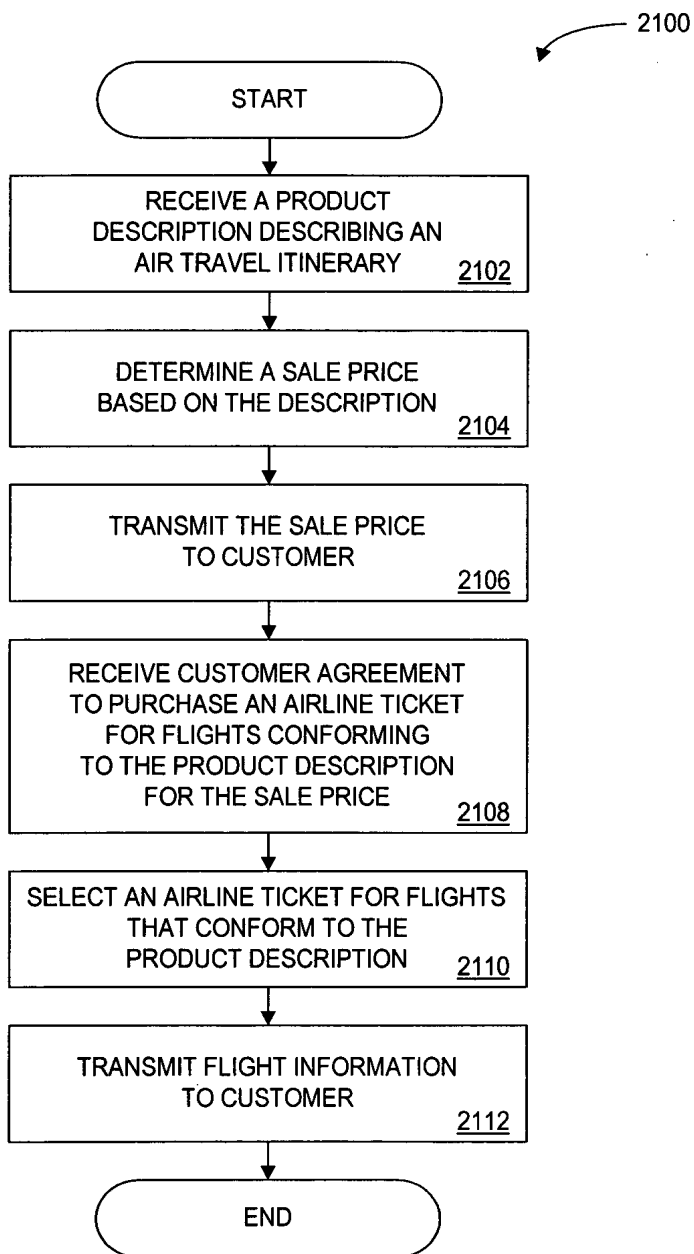 2100
START
RECEIVE A PRODUCT
DESCRIPTION DESCRIBING AN
AIR TRAVEL ITINERARY
2102
DETERMINE A SALE PRICE
BASED ON THE DESCRIPTION
2104
TRANSMIT THE SALE PRICE
TO CUSTOMER
2106
RECEIVE CUSTOMER AGREEMENT
TO PURCHASE AN AIRLINE TICKET
FOR FLIGHTS CONFORMING
TO THE PRODUCT DESCRIPTION
FOR THE SALE PRICE
2108
SELECT AN AIRLINE TICKET FOR FLIGHTS
THAT CONFORM TO THE
PRODUCT DESCRIPTION
2110
TRANSMIT FLIGHT INFORMATION
TO CUSTOMER
2112
END